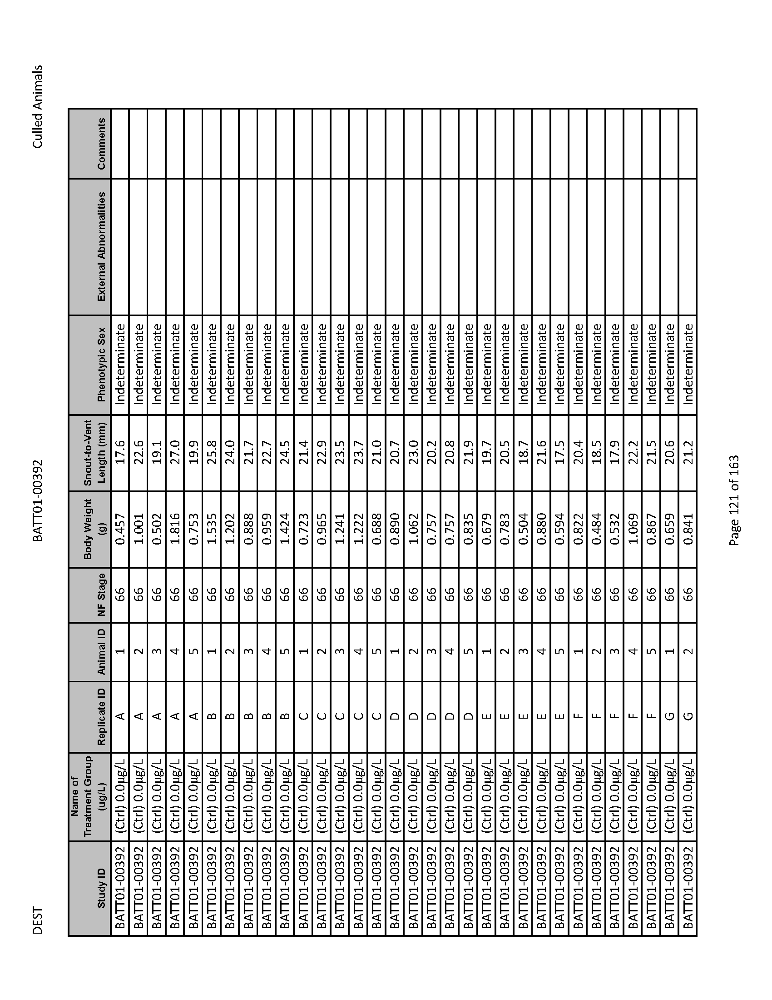 DEST BATT01-00392 Culled Animals
Study ID Name of Treatment Group (ug/L) Replicate ID Animal ID NF Stage Body Weight (g) Snout-to-Vent Length (mm) Phenotypic Sex External Abnormalities Comments
BATT01-00392 (Ctrl) 0.0µg/L A 1 66 0.457 17.6 Indeterminate
BATT01-00392 (Ctrl) 0.0µg/L A 2 66 1.001 22.6 Indeterminate
BATT01-00392 (Ctrl) 0.0µg/L A 3 66 0.502 19.1 Indeterminate
BATT01-00392 (Ctrl) 0.0µg/L A 4 66 1.816 27.0 Indeterminate
BATT01-00392 (Ctrl) 0.0µg/L A 5 66 0.753 19.9 Indeterminate
BATT01-00392 (Ctrl) 0.0µg/L B 1 66 1.535 25.8 Indeterminate
BATT01-00392 (Ctrl) 0.0µg/L B 2 66 1.202 24.0 Indeterminate
BATT01-00392 (Ctrl) 0.0µg/L B 3 66 0.888 21.7 Indeterminate
BATT01-00392 (Ctrl) 0.0µg/L B 4 66 0.959 22.7 Indeterminate
BATT01-00392 (Ctrl) 0.0µg/L B 5 66 1.424 24.5 Indeterminate
BATT01-00392 (Ctrl) 0.0µg/L C 1 66 0.723 21.4 Indeterminate
BATT01-00392 (Ctrl) 0.0µg/L C 2 66 0.965 22.9 Indeterminate
BATT01-00392 (Ctrl) 0.0µg/L C 3 66 1.241 23.5 Indeterminate
BATT01-00392 (Ctrl) 0.0µg/L C 4 66 1.222 23.7 Indeterminate
BATT01-00392 (Ctrl) 0.0µg/L C 5 66 0.688 21.0 Indeterminate
BATT01-00392 (Ctrl) 0.0µg/L D 1 66 0.890 20.7 Indeterminate
BATT01-00392 (Ctrl) 0.0µg/L D 2 66 1.062 23.0 Indeterminate
BATT01-00392 (Ctrl) 0.0µg/L D 3 66 0.757 20.2 Indeterminate
BATT01-00392 (Ctrl) 0.0µg/L D 4 66 0.757 20.8 Indeterminate
BATT01-00392 (Ctrl) 0.0µg/L D 5 66 0.835 21.9 Indeterminate
BATT01-00392 (Ctrl) 0.0µg/L E 1 66 0.679 19.7 Indeterminate
BATT01-00392 (Ctrl) 0.0µg/L E 2 66 0.783 20.5 Indeterminate
BATT01-00392 (Ctrl) 0.0µg/L E 3 66 0.504 18.7 Indeterminate
BATT01-00392 (Ctrl) 0.0µg/L E 4 66 0.880 21.6 Indeterminate
BATT01-00392 (Ctrl) 0.0µg/L E 5 66 0.594 17.5 Indeterminate
BATT01-00392 (Ctrl) 0.0µg/L F 1 66 0.822 20.4 Indeterminate
BATT01-00392 (Ctrl) 0.0µg/L F 2 66 0.484 18.5 Indeterminate
BATT01-00392 (Ctrl) 0.0µg/L F 3 66 0.532 17.9 Indeterminate
BATT01-00392 (Ctrl) 0.0µg/L F 4 66 1.069 22.2 Indeterminate
BATT01-00392 (Ctrl) 0.0µg/L F 5 66 0.867 21.5 Indeterminate
BATT01-00392 (Ctrl) 0.0µg/L G 1 66 0.659 20.6 Indeterminate
BATT01-00392 (Ctrl) 0.0µg/L G 2 66 0.841 21.2 Indeterminate
Page 121 of 163